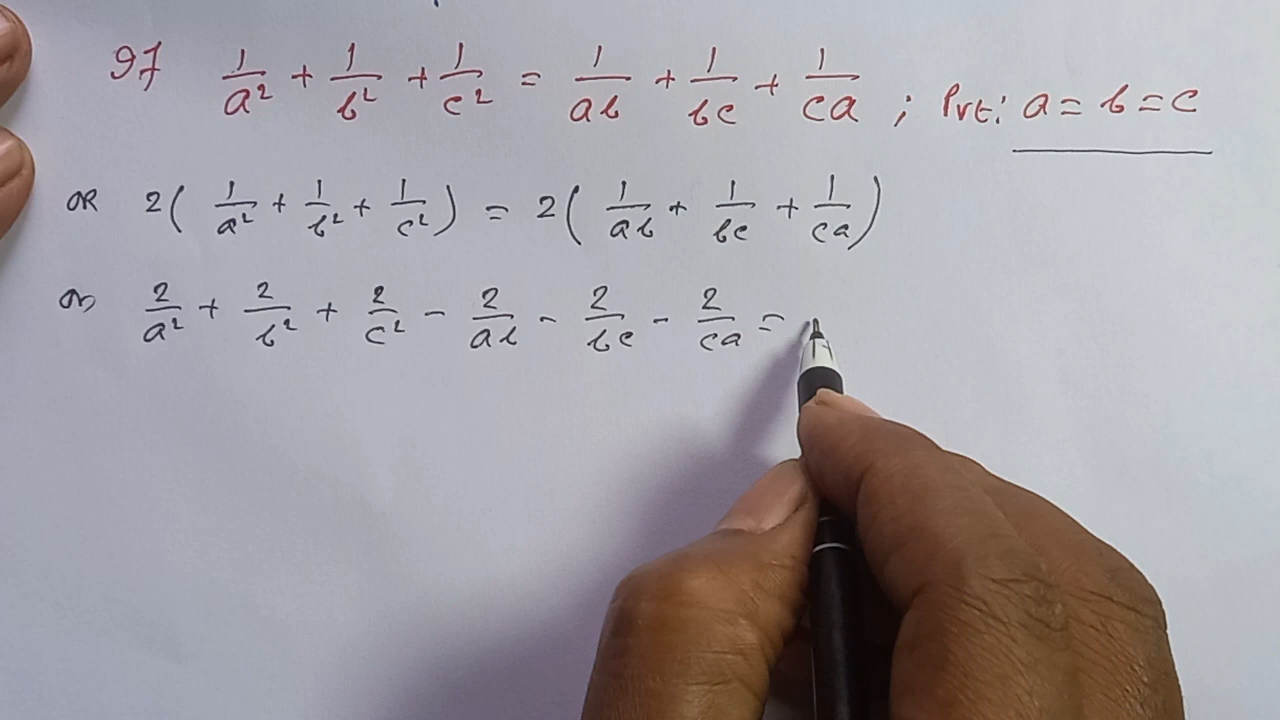 If 1/a² + 1/b² + 1/c² = 1/ab + 1/bc + 1/ca ; Prt: a = b = c
OR 2( 1/a² + 1/b² + 1/c² ) = 2( 1/ab + 1/bc + 1/ca )
or 2/a² + 2/b² + 2/c² - 2/ab - 2/bc - 2/ca =